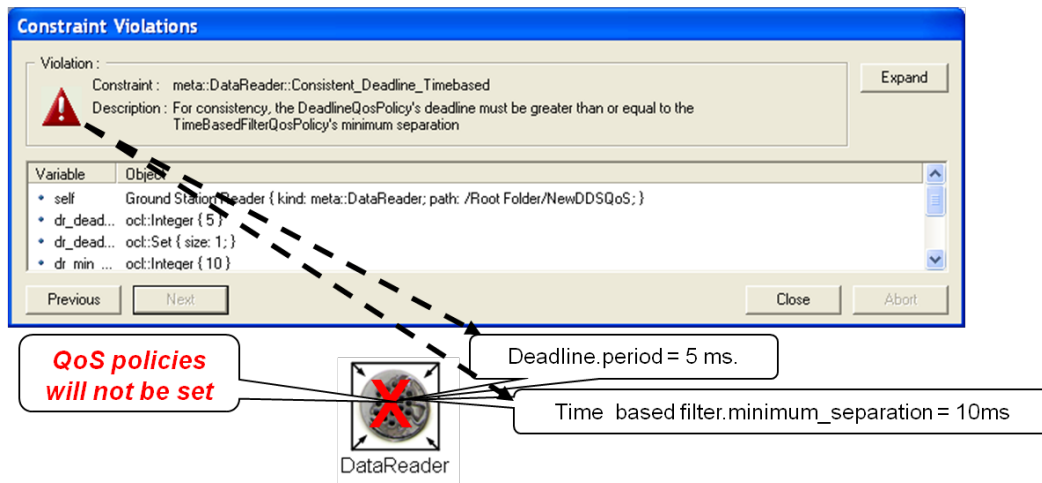 Constraint Violations
Violation :
Constraint : meta::DataReader::Consistent_Deadline_Timebased
Description : For consistency, the DeadlineQosPolicy's deadline must be greater than or equal to the
TimeBasedFilterQosPolicy's minimum separation
Expand
Variable Object
self Ground Station Reader { kind: meta::DataReader; path: /Root Folder/NewDDSQoS; }
dr_dead... ocl::Integer { 5 }
dr_dead... ocl::Set { size: 1; }
dr_min ... ocl::Integer { 10 }
Previous Next Close Abort
QoS policies
will not be set
Deadline.period = 5 ms.
Time based filter.minimum_separation = 10ms
X
DataReader